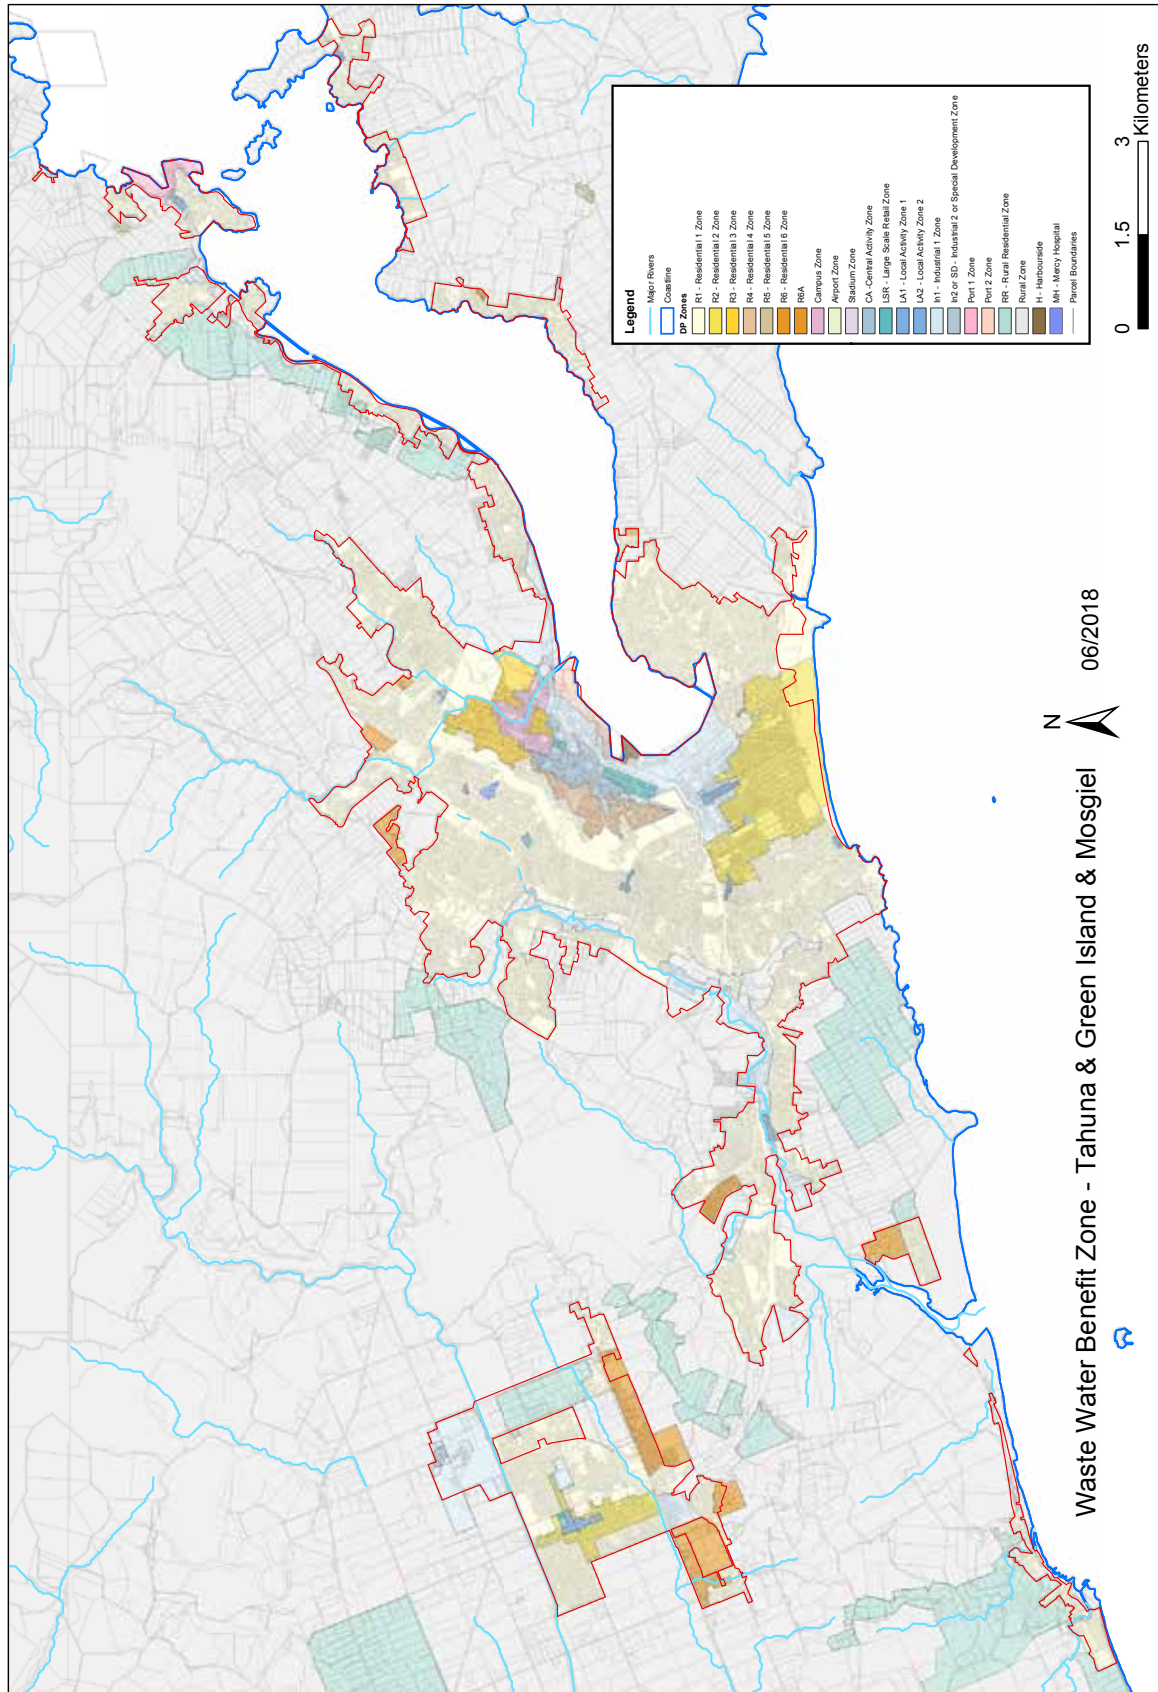 Legend
Major Rivers
Coastline
DP Zones
R1 - Residential 1 Zone
R2 - Residential 2 Zone
R3 - Residential 3 Zone
R4 - Residential 4 Zone
R5 - Residential 5 Zone
R6 - Residential 6 Zone
R6A
Campus Zone
Airport Zone
Stadium Zone
CA -Central Activity Zone
LSR - Large Scale Retail Zone
LA1 - Local Activity Zone 1
LA2 - Local Activity Zone 2
In1 - Industrial 1 Zone
In2 or SD - Industrial 2 or Special Development Zone
Port 1 Zone
Port 2 Zone
RR - Rural Residential Zone
Rural Zone
H - Harbourside
MH - Mercy Hospital
Parcel Boundaries
0 1.5 3
Kilometers
N
Waste Water Benefit Zone - Tahuna & Green Island & Mosgiel 06/2018